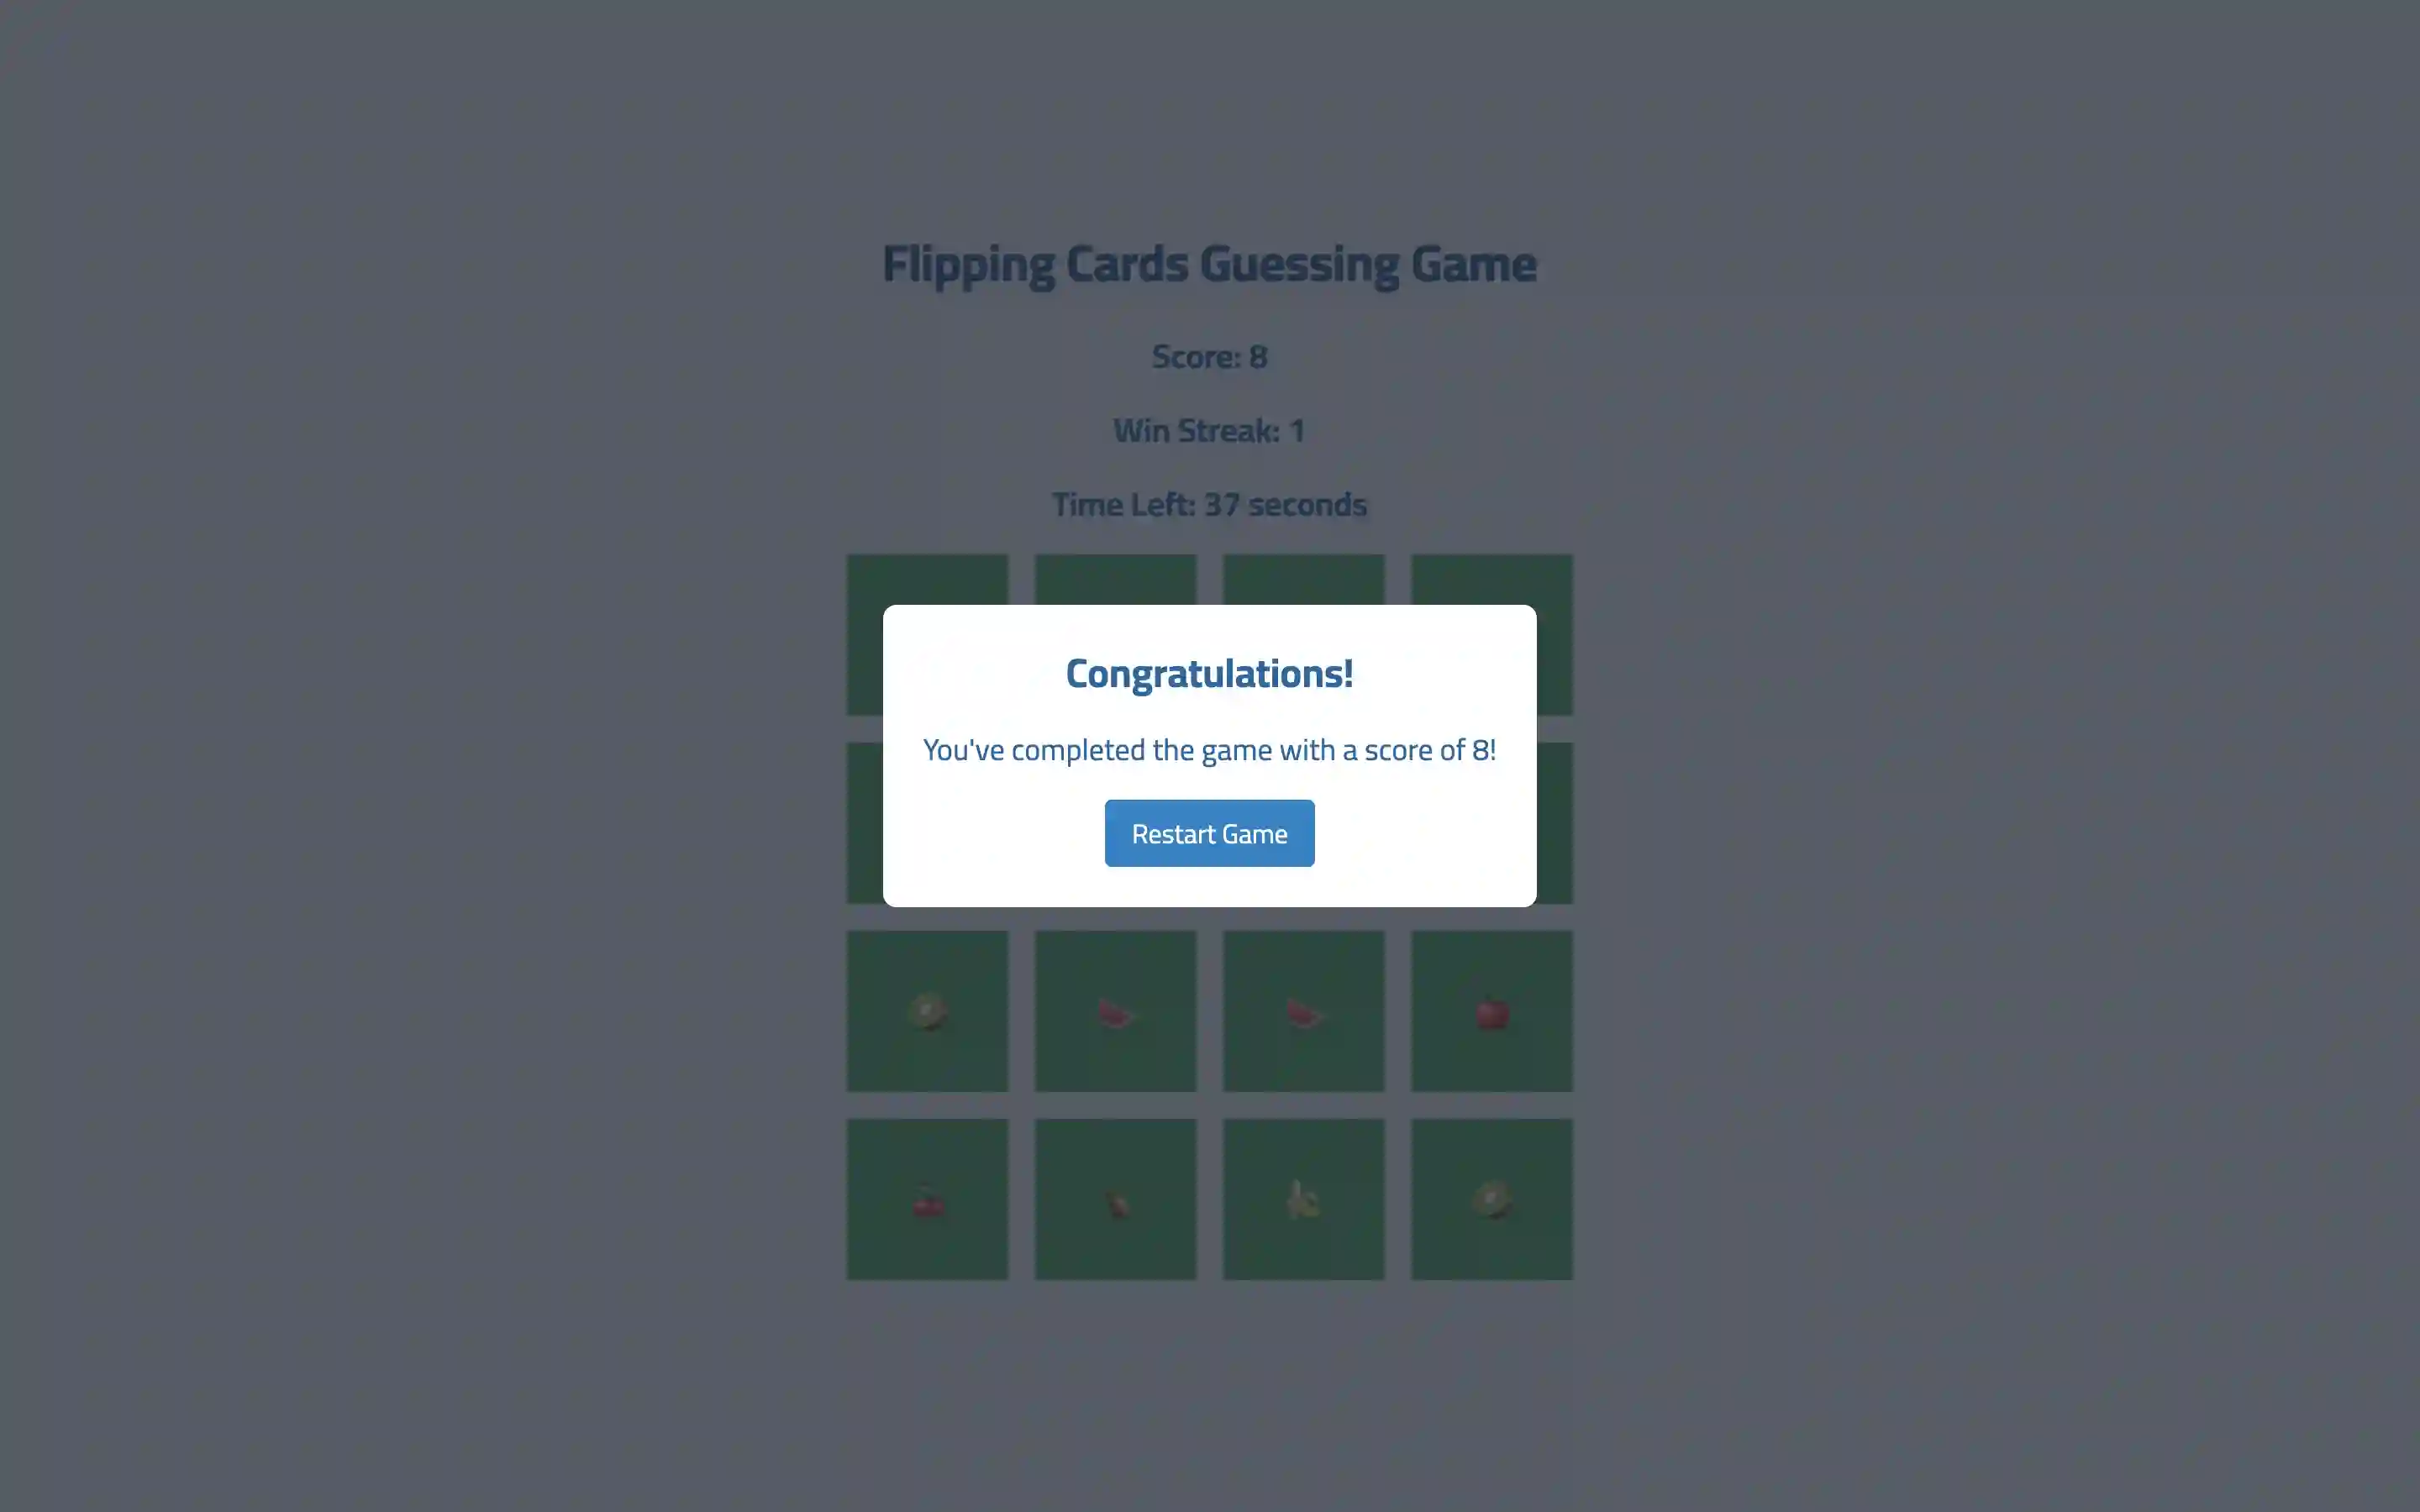 Flipping Cards Guessing Game
Score: 8
Win Streak: 1
Time Left: 37 seconds
Congratulations!
You've completed the game with a score of 8!
Restart Game